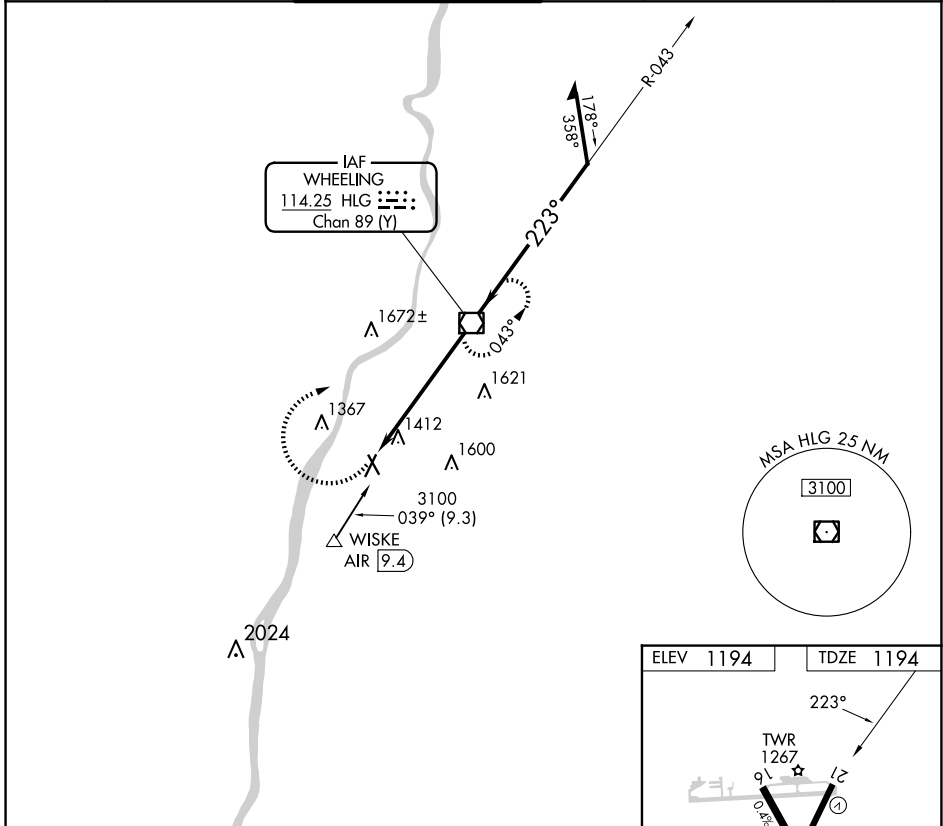 R-043
178°
358°
IAF
WHEELING
114.25 HLG
Chan 89 (Y)
223°
1672±
043°
1621
1367
1412
1600
3100
039° (9.3)
WISKE
AIR 9.4
MSA HLG 25 NM
3100
2024
ELEV 1194
TDZE 1194
223°
TWR
1267
16
21
0.4%
V